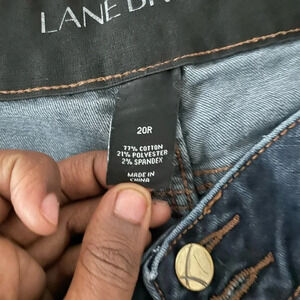 LANE BR
20R
77% COTTON
21% POLYESTER
2% SPANDEX
MADE IN
CHINA